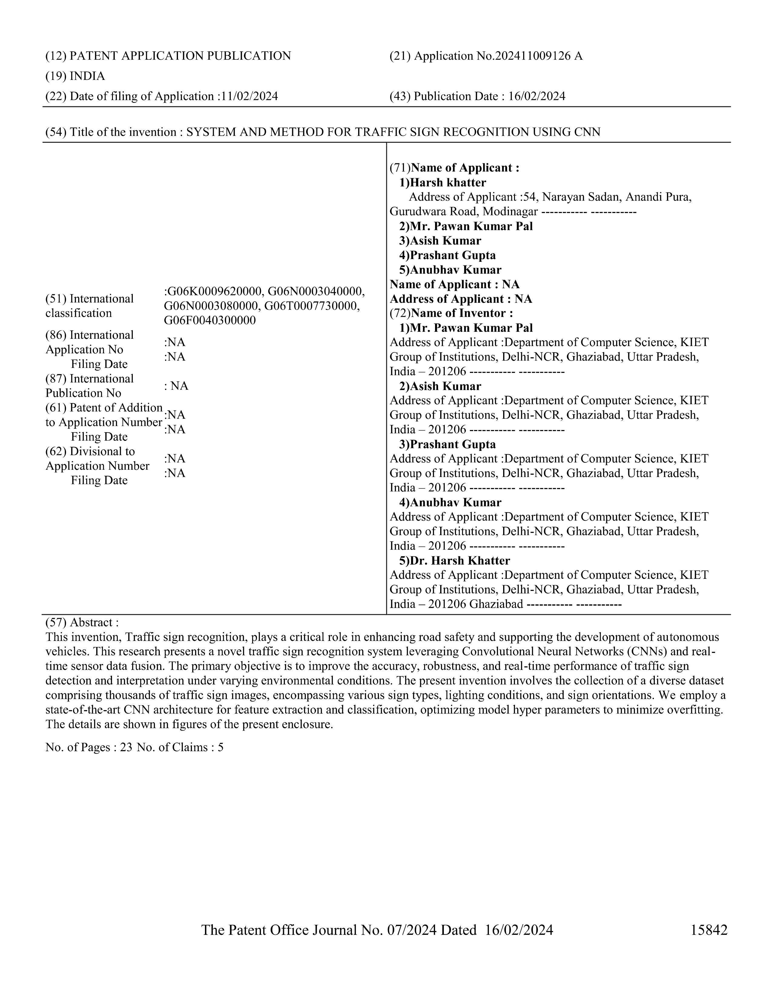 (12) PATENT APPLICATION PUBLICATION
(21) Application No.202411009126 A
(19) INDIA
(22) Date of filing of Application :11/02/2024
(43) Publication Date : 16/02/2024
(54) Title of the invention : SYSTEM AND METHOD FOR TRAFFIC SIGN RECOGNITION USING CNN
(51) International
classification
:G06K0009620000, G06N0003040000,
G06N0003080000, G06T0007730000,
G06F0040300000
(86) International
Application No
Filing Date
:NA
:NA
(87) International
Publication No
: NA
(61) Patent of Addition
to Application Number
Filing Date
:NA
:NA
(62) Divisional to
Application Number
Filing Date
:NA
:NA
(71)Name of Applicant :
1)Harsh khatter
Address of Applicant :54, Narayan Sadan, Anandi Pura,
Gurudwara Road, Modinagar ----------- -----------
2)Mr. Pawan Kumar Pal
3)Asish Kumar
4)Prashant Gupta
5)Anubhav Kumar
Name of Applicant : NA
Address of Applicant : NA
(72)Name of Inventor :
1)Mr. Pawan Kumar Pal
Address of Applicant :Department of Computer Science, KIET
Group of Institutions, Delhi-NCR, Ghaziabad, Uttar Pradesh,
India – 201206 ----------- -----------
2)Asish Kumar
Address of Applicant :Department of Computer Science, KIET
Group of Institutions, Delhi-NCR, Ghaziabad, Uttar Pradesh,
India – 201206 ----------- -----------
3)Prashant Gupta
Address of Applicant :Department of Computer Science, KIET
Group of Institutions, Delhi-NCR, Ghaziabad, Uttar Pradesh,
India – 201206 ----------- -----------
4)Anubhav Kumar
Address of Applicant :Department of Computer Science, KIET
Group of Institutions, Delhi-NCR, Ghaziabad, Uttar Pradesh,
India – 201206 ----------- -----------
5)Dr. Harsh Khatter
Address of Applicant :Department of Computer Science, KIET
Group of Institutions, Delhi-NCR, Ghaziabad, Uttar Pradesh,
India – 201206 Ghaziabad ----------- -----------
(57) Abstract :
This invention, Traffic sign recognition, plays a critical role in enhancing road safety and supporting the development of autonomous
vehicles. This research presents a novel traffic sign recognition system leveraging Convolutional Neural Networks (CNNs) and real-
time sensor data fusion. The primary objective is to improve the accuracy, robustness, and real-time performance of traffic sign
detection and interpretation under varying environmental conditions. The present invention involves the collection of a diverse dataset
comprising thousands of traffic sign images, encompassing various sign types, lighting conditions, and sign orientations. We employ a
state-of-the-art CNN architecture for feature extraction and classification, optimizing model hyper parameters to minimize overfitting.
The details are shown in figures of the present enclosure.
No. of Pages : 23 No. of Claims : 5
The Patent Office Journal No. 07/2024 Dated 16/02/2024
15842